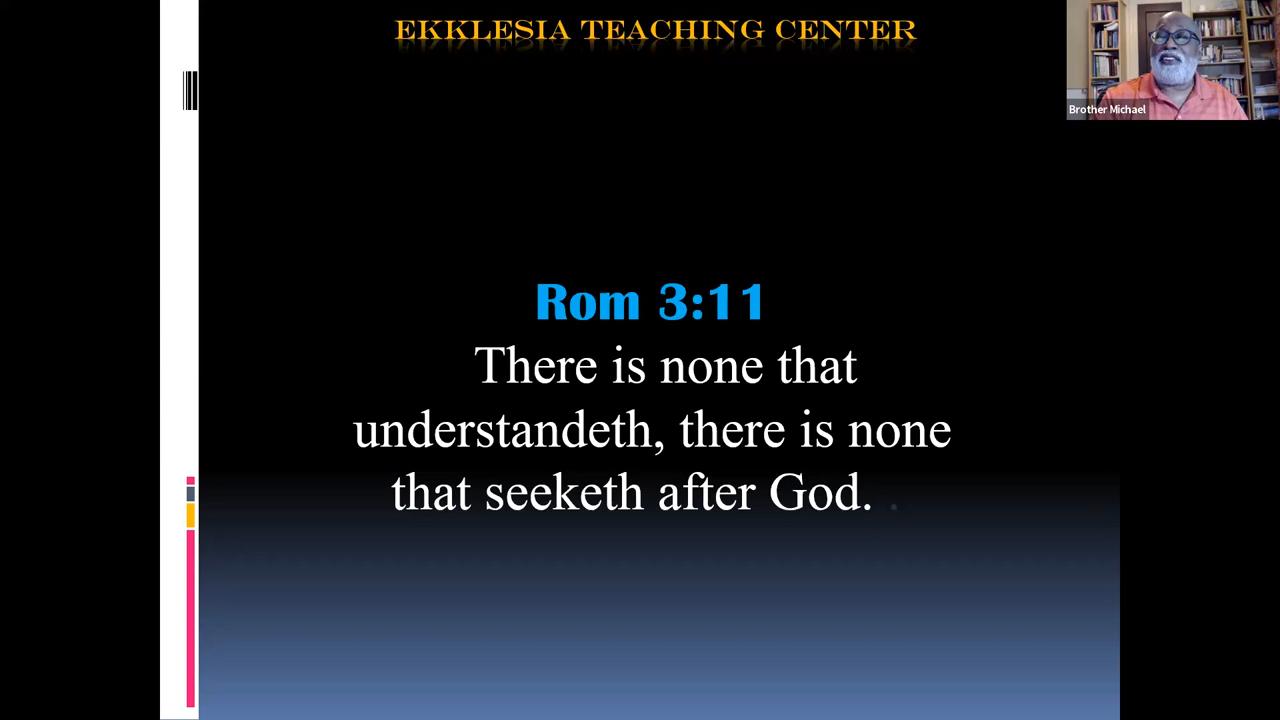 EKKLESIA TEACHING CENTER
Brother Michael
Rom 3:11
There is none that
understandeth, there is none
that seeketh after God. .